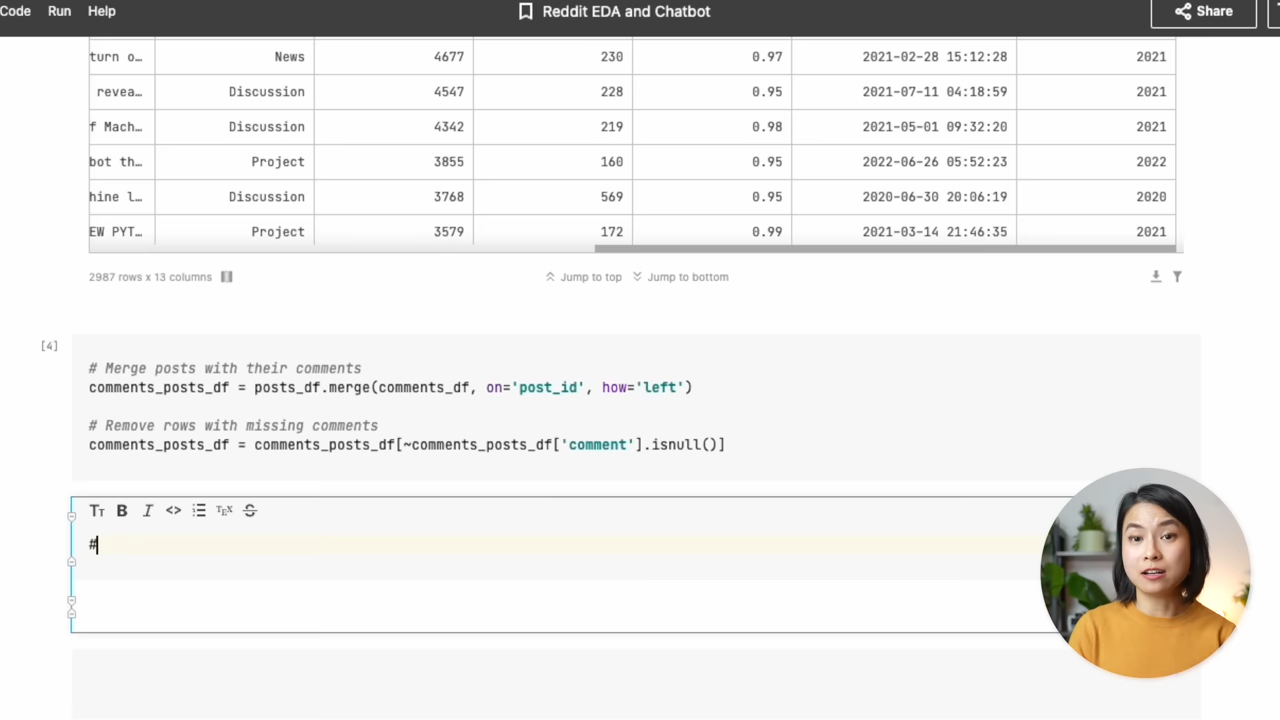 Code Run Help Reddit EDA and Chatbot Share
turn o… News 4677 230 0.97 2021-02-28 15:12:28 2021
revea… Discussion 4547 228 0.95 2021-07-11 04:18:59 2021
f Mach… Discussion 4342 219 0.98 2021-05-01 09:32:20 2021
bot th… Project 3855 160 0.95 2022-06-26 05:52:23 2022
hine l… Discussion 3768 569 0.95 2020-06-30 20:06:19 2020
EW PYT… Project 3579 172 0.99 2021-03-14 21:46:35 2021
2987 rows x 13 columns Jump to top Jump to bottom
[4]
# Merge posts with their comments
comments_posts_df = posts_df.merge(comments_df, on='post_id', how='left')
# Remove rows with missing comments
comments_posts_df = comments_posts_df[~comments_posts_df['comment'].isnull()]
TT B I <> TEX S
#